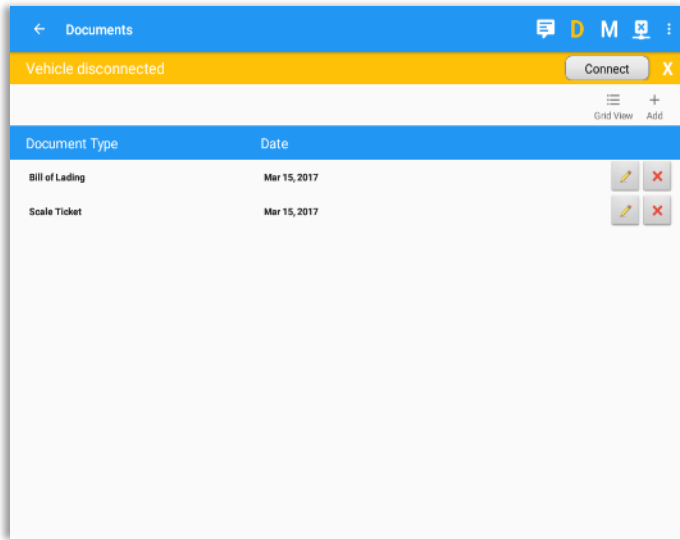 Documents D M
Vehicle disconnected Connect X
Grid View Add
Document Type Date
Bill of Lading Mar 15, 2017
Scale Ticket Mar 15, 2017